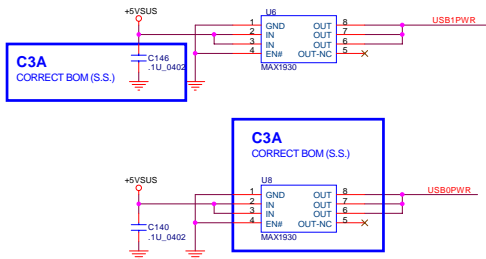 +5VSUS
U6
1 GND OUT 8
2 IN OUT 7
3 IN OUT 6
4 EN# OUT-NC 5
MAX1930
USB1PWR
C3A
CORRECT BOM (S.S.)
C146
.1U_0402
C3A
CORRECT BOM (S.S.)
+5VSUS
U8
1 GND OUT 8
2 IN OUT 7
3 IN OUT 6
4 EN# OUT-NC 5
MAX1930
USB0PWR
C140
.1U_0402